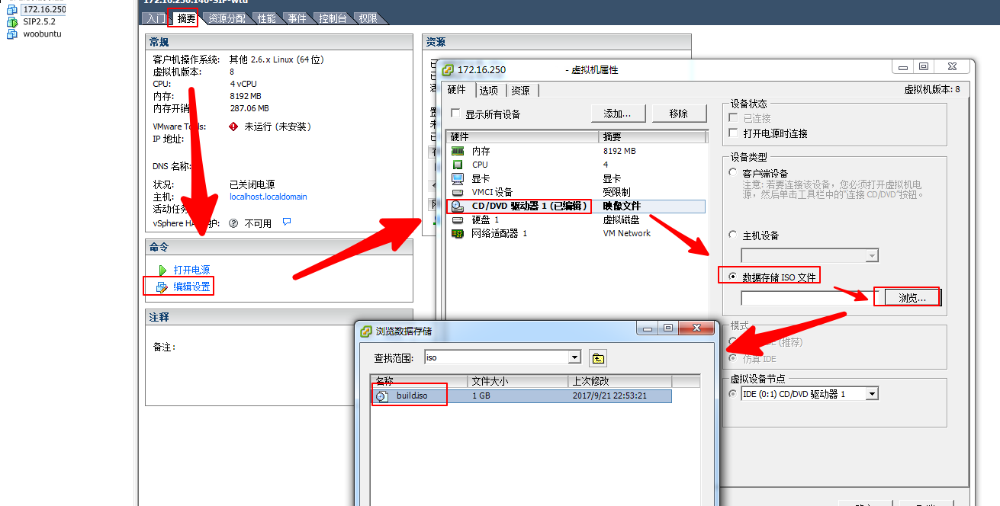 172.16.250
SIP2.5.2
woobuntu
172.16.250.140-SIP-wtd
入门
摘要
资源分配
性能
事件
控制台
权限
常规
客户机操作系统: 其他 2.6.x Linux (64 位)
虚拟机版本: 8
CPU: 4 vCPU
内存: 8192 MB
内存开销 287.06 MB
VMware Tools: 未运行 (未安装)
IP 地址:
DNS 名称:
状况: 已关闭电源
主机: localhost.localdomain
活动任务
vSphere HA 护: 不可用
命令
打开电源
编辑设置
注释
备注:
资源
172.16.250 - 虚拟机属性
硬件
选项
资源
虚拟机版本: 8
显示所有设备
添加...
移除
硬件 摘要
内存 8192 MB
CPU 4
显卡 显卡
VMCI 设备 受限制
CD/DVD 驱动器 1 (已编辑) 映像文件
硬盘 1 虚拟磁盘
网络适配器 1 VM Network
设备状态
已连接
打开电源时连接
设备类型
客户端设备
注意: 若要连接该设备，您必须打开虚拟机电
源，然后单击工具栏中的"连接 CD/DVD"按钮。
主机设备
数据存储 ISO 文件
浏览...
模式
(推荐)
仿真 IDE
虚拟设备节点
IDE (0:1) CD/DVD 驱动器 1
浏览数据存储
查找范围: iso
名称 文件大小 上次修改
build.iso 1 GB 2017/9/21 22:53:21